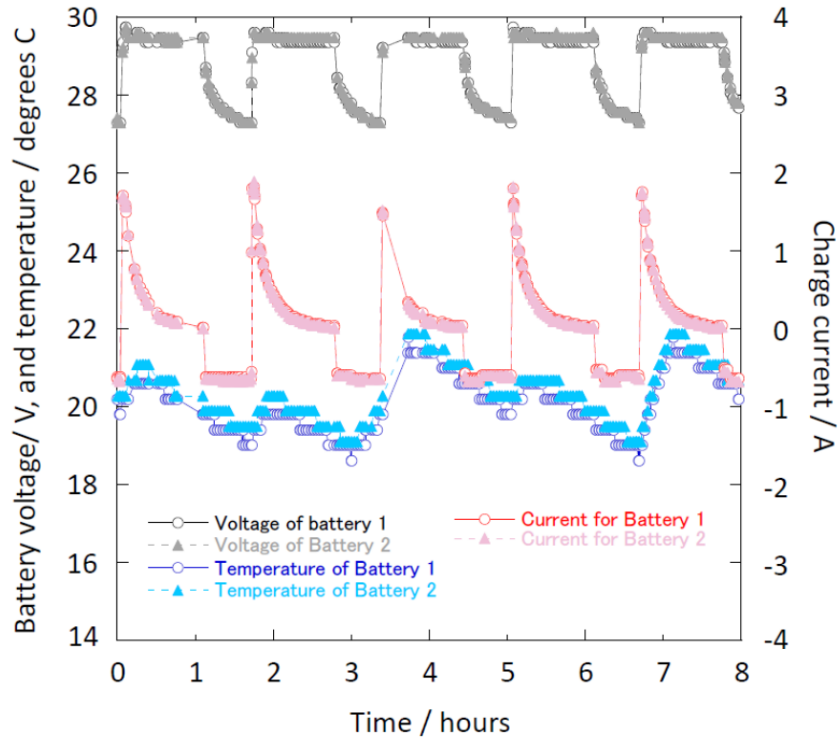 Battery voltage/ V, and temperature / degrees C
30
28
26
24
22
20
18
16
14
4
3
2
1
0
-1
-2
-3
-4
Charge current / A
Voltage of battery 1
Voltage of Battery 2
Temperature of Battery 1
Temperature of Battery 2
Current for Battery 1
Current for Battery 2
0 1 2 3 4 5 6 7 8
Time / hours